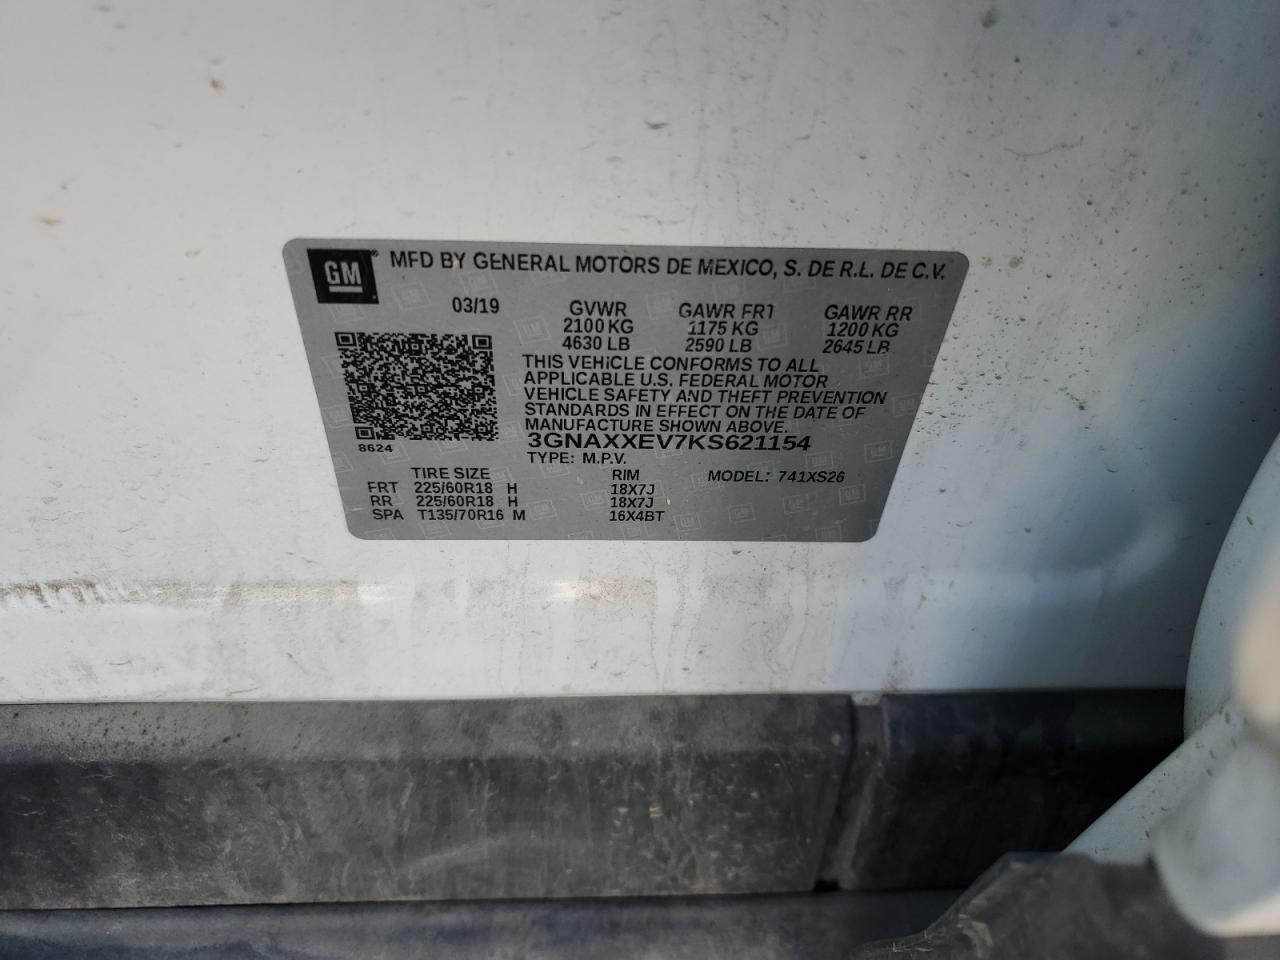 GM ®
MFD BY GENERAL MOTORS DE MEXICO, S. DE R.L. DE C.V.
03/19 GVWR GAWR FRT GAWR RR
2100 KG 1175 KG 1200 KG
4630 LB 2590 LB 2645 LB
THIS VEHICLE CONFORMS TO ALL
APPLICABLE U.S. FEDERAL MOTOR
VEHICLE SAFETY AND THEFT PREVENTION
STANDARDS IN EFFECT ON THE DATE OF
MANUFACTURE SHOWN ABOVE.
8624
3GNAXXEV7KS621154
TYPE: M.P.V.
TIRE SIZE RIM MODEL: 741XS26
FRT 225/60R18 H 18X7J
RR 225/60R18 H 18X7J
SPA T135/70R16 M 16X4BT